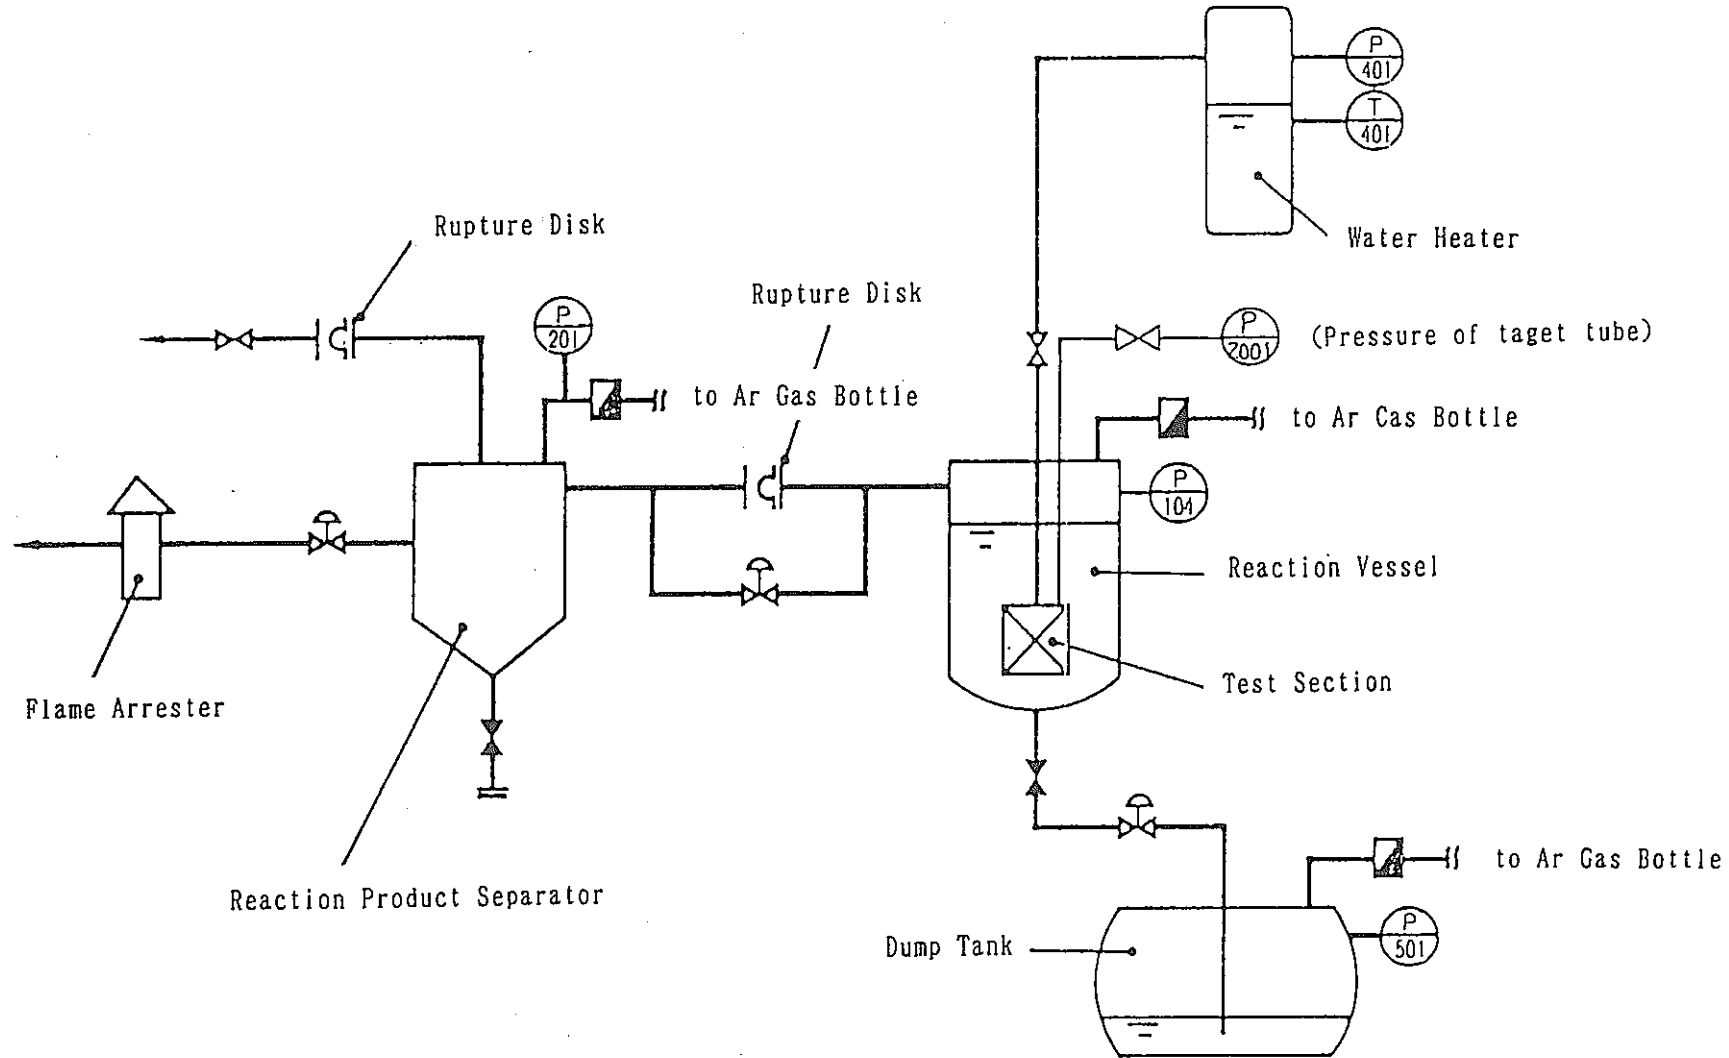 P
401
T
401
Rupture Disk
Water Heater
Rupture Disk
P
201
P
2001
(Pressure of taget tube)
to Ar Gas Bottle
to Ar Cas Bottle
P
104
Reaction Vessel
Test Section
Flame Arrester
to Ar Gas Bottle
Reaction Product Separator
P
501
Dump Tank